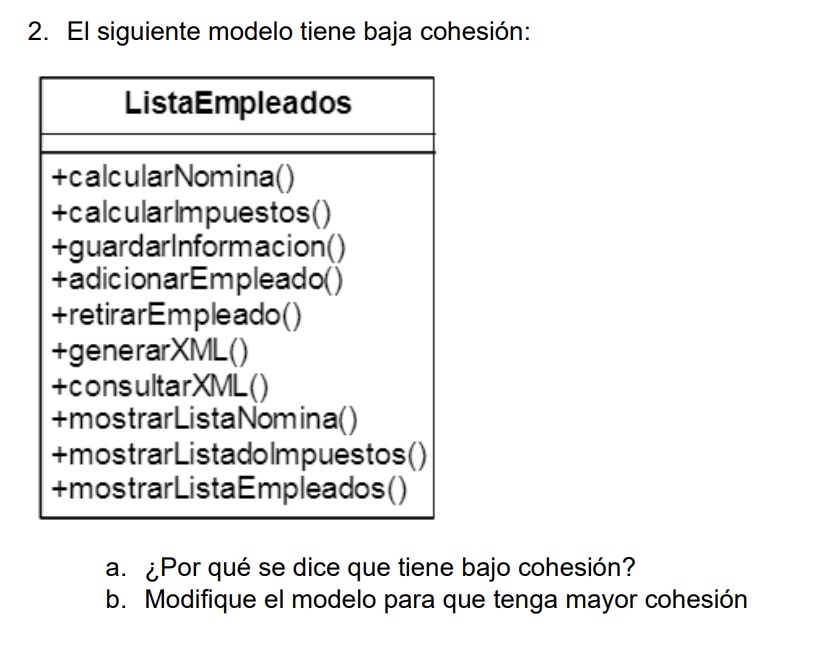 2. El siguiente modelo tiene baja cohesión:
ListaEmpleados
+calcularNomina()
+calcularImpuestos()
+guardarInformacion()
+adicionarEmpleado()
+retirarEmpleado()
+generarXML()
+consultarXML()
+mostrarListaNomina()
+mostrarListadoImpuestos()
+mostrarListaEmpleados()
a. ¿Por qué se dice que tiene bajo cohesión?
b. Modifique el modelo para que tenga mayor cohesión